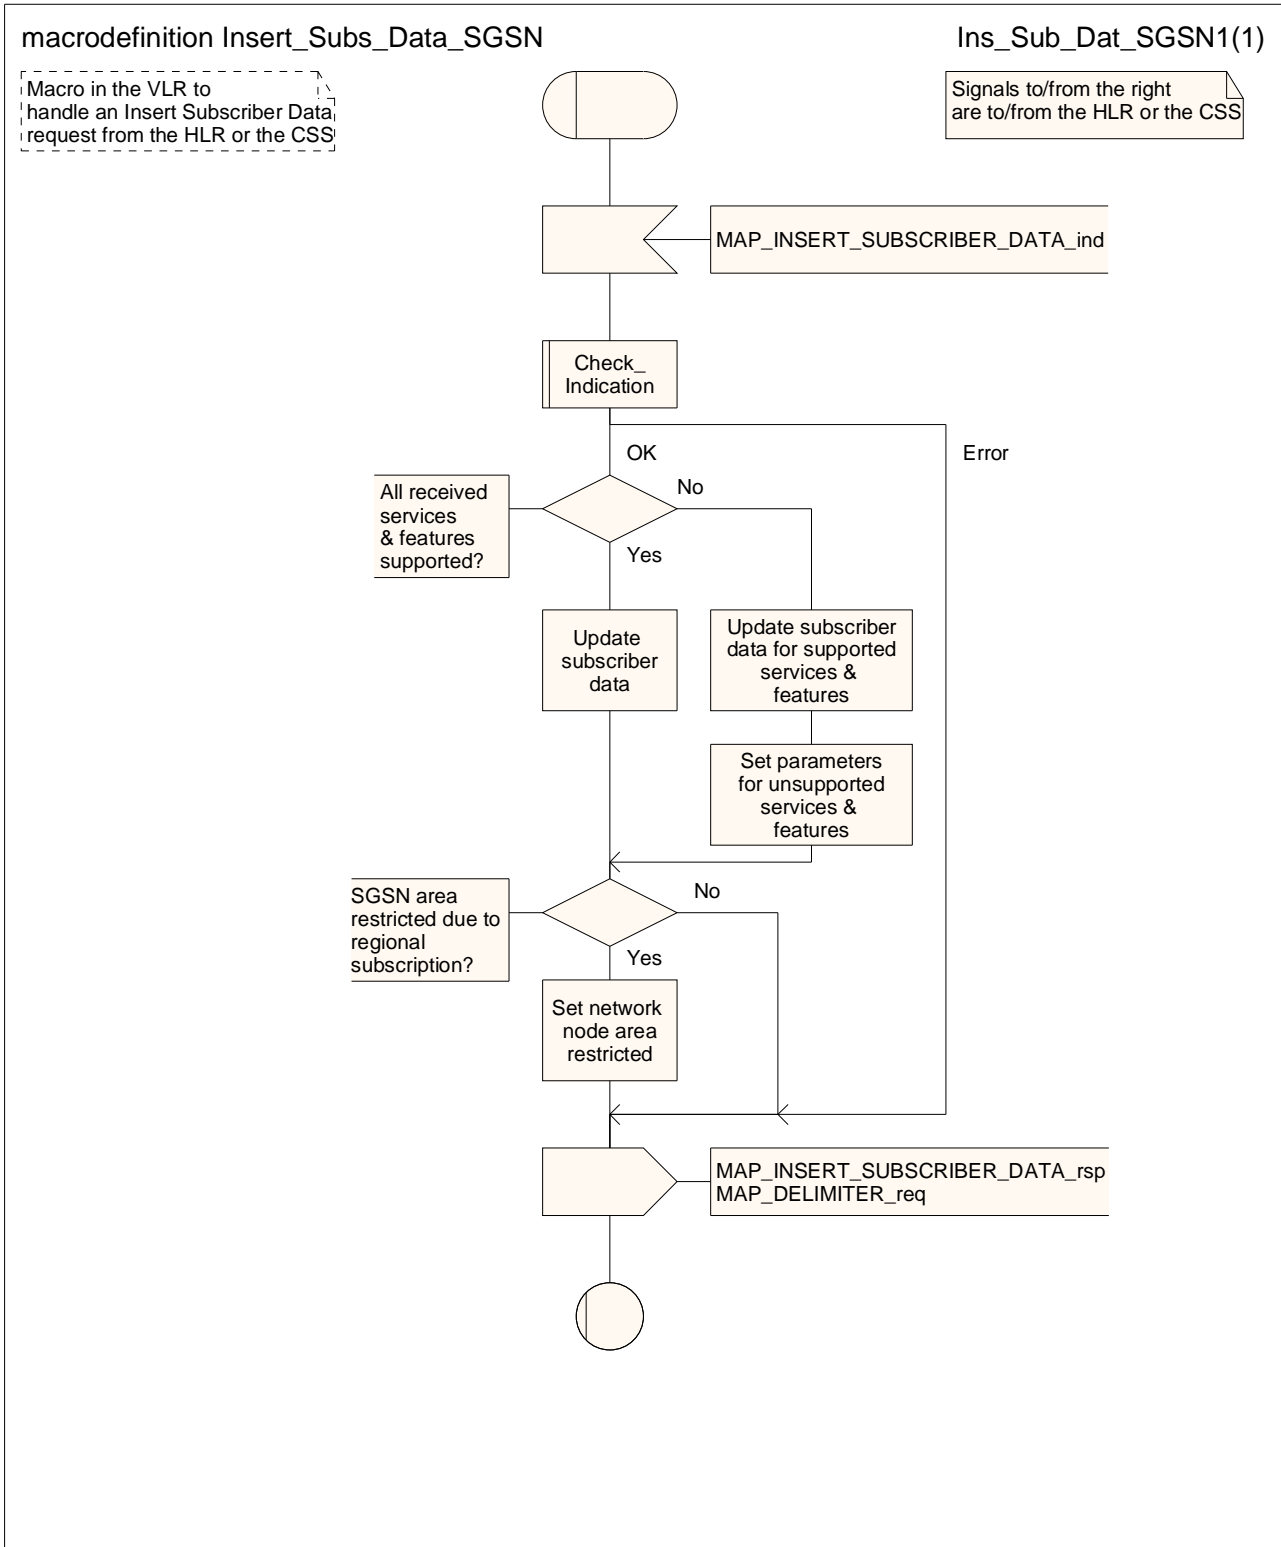 macrodefinition Insert_Subs_Data_SGSN
Ins_Sub_Dat_SGSN1(1)
Macro in the VLR to
handle an Insert Subscriber Data
request from the HLR or the CSS
Signals to/from the right
are to/from the HLR or the CSS
MAP_INSERT_SUBSCRIBER_DATA_ind
Check_
Indication
OK
Error
All received
services
& features
supported?
No
Yes
Update
subscriber
data
Update subscriber
data for supported
services &
features
Set parameters
for unsupported
services &
features
SGSN area
restricted due to
regional
subscription?
No
Yes
Set network
node area
restricted
MAP_INSERT_SUBSCRIBER_DATA_rsp
MAP_DELIMITER_req